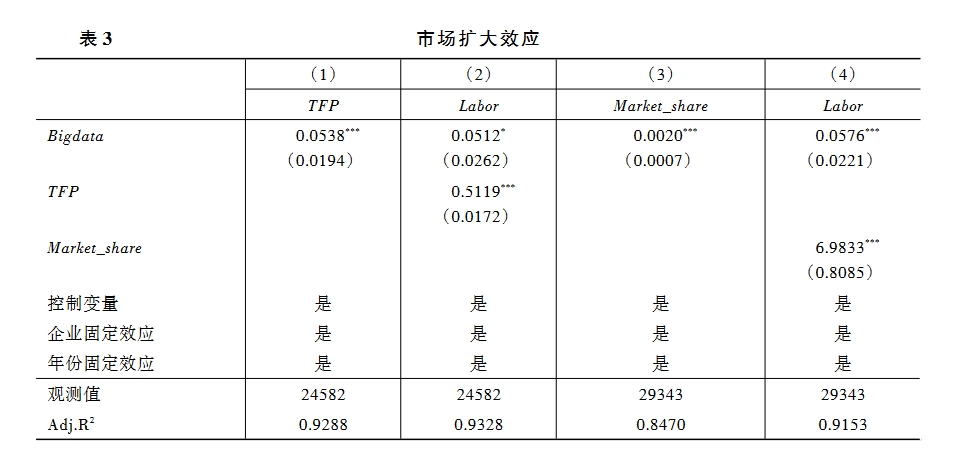 表 3 市场扩大效应
（1） （2） （3） （4）
TFP Labor Market_share Labor
Bigdata 0.0538*** 0.0512* 0.0020*** 0.0576***
（0.0194） （0.0262） （0.0007） （0.0221）
TFP 0.5119***
（0.0172）
Market_share 6.9833***
（0.8085）
控制变量 是 是 是 是
企业固定效应 是 是 是 是
年份固定效应 是 是 是 是
观测值 24582 24582 29343 29343
Adj.R² 0.9288 0.9328 0.8470 0.9153